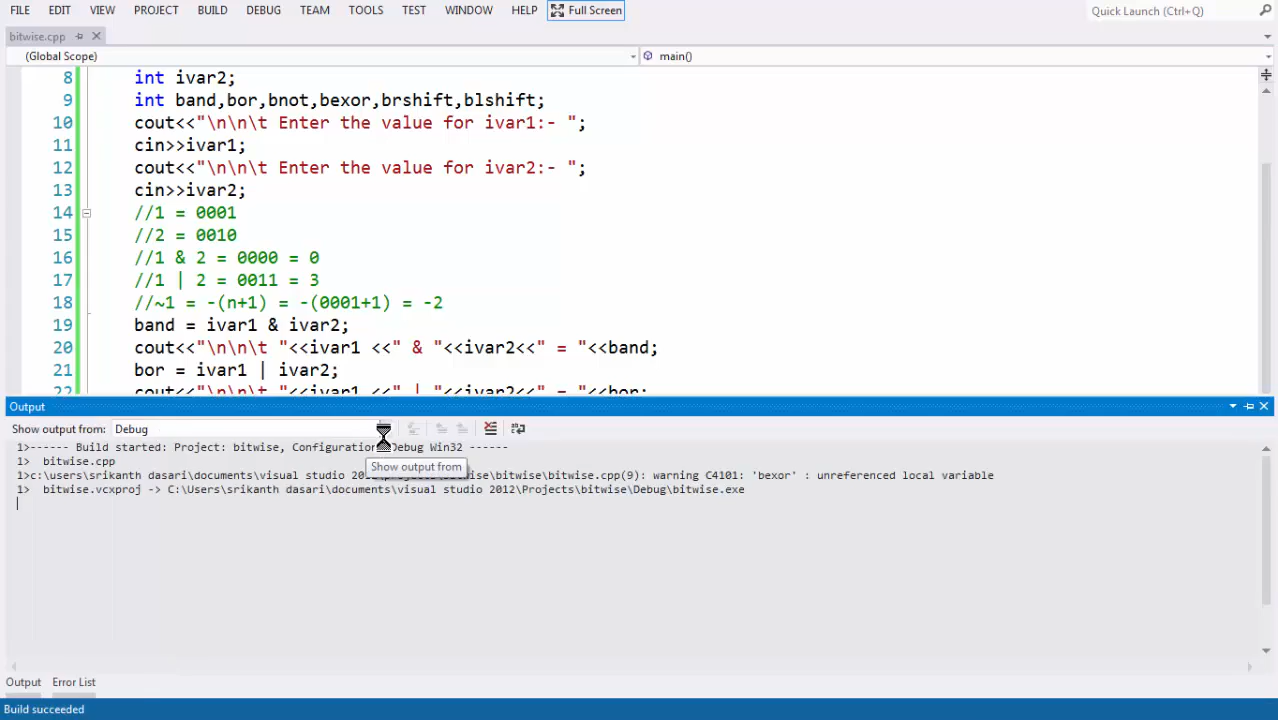 FILE EDIT VIEW PROJECT BUILD DEBUG TEAM TOOLS TEST WINDOW HELP Full Screen Quick Launch (Ctrl+Q)
bitwise.cpp
(Global Scope) main()
8 int ivar2;
9 int band,bor,bnot,bexor,brshift,blshift;
10 cout<<"\n\n\t Enter the value for ivar1:- ";
11 cin>>ivar1;
12 cout<<"\n\n\t Enter the value for ivar2:- ";
13 cin>>ivar2;
14 //1 = 0001
15 //2 = 0010
16 //1 & 2 = 0000 = 0
17 //1 | 2 = 0011 = 3
18 //~1 = -(n+1) = -(0001+1) = -2
19 band = ivar1 & ivar2;
20 cout<<"\n\n\t "<<ivar1 <<" & "<<ivar2<<" = "<<band;
21 bor = ivar1 | ivar2;
22 cout<<"\n\n\t "<<ivar1 <<" | "<<ivar2<<" = "<<bor;
Output
Show output from: Debug
1>------ Build started: Project: bitwise, Configuration: Debug Win32 ------
1> bitwise.cpp
Show output from
1>c:\users\srikanth dasari\documents\visual studio bitwise\bitwise.cpp(9): warning C4101: 'bexor' : unreferenced local variable
1> bitwise.vcxproj -> C:\Users\srikanth dasari\documents\visual studio 2012\Projects\bitwise\Debug\bitwise.exe
Output Error List
Build succeeded